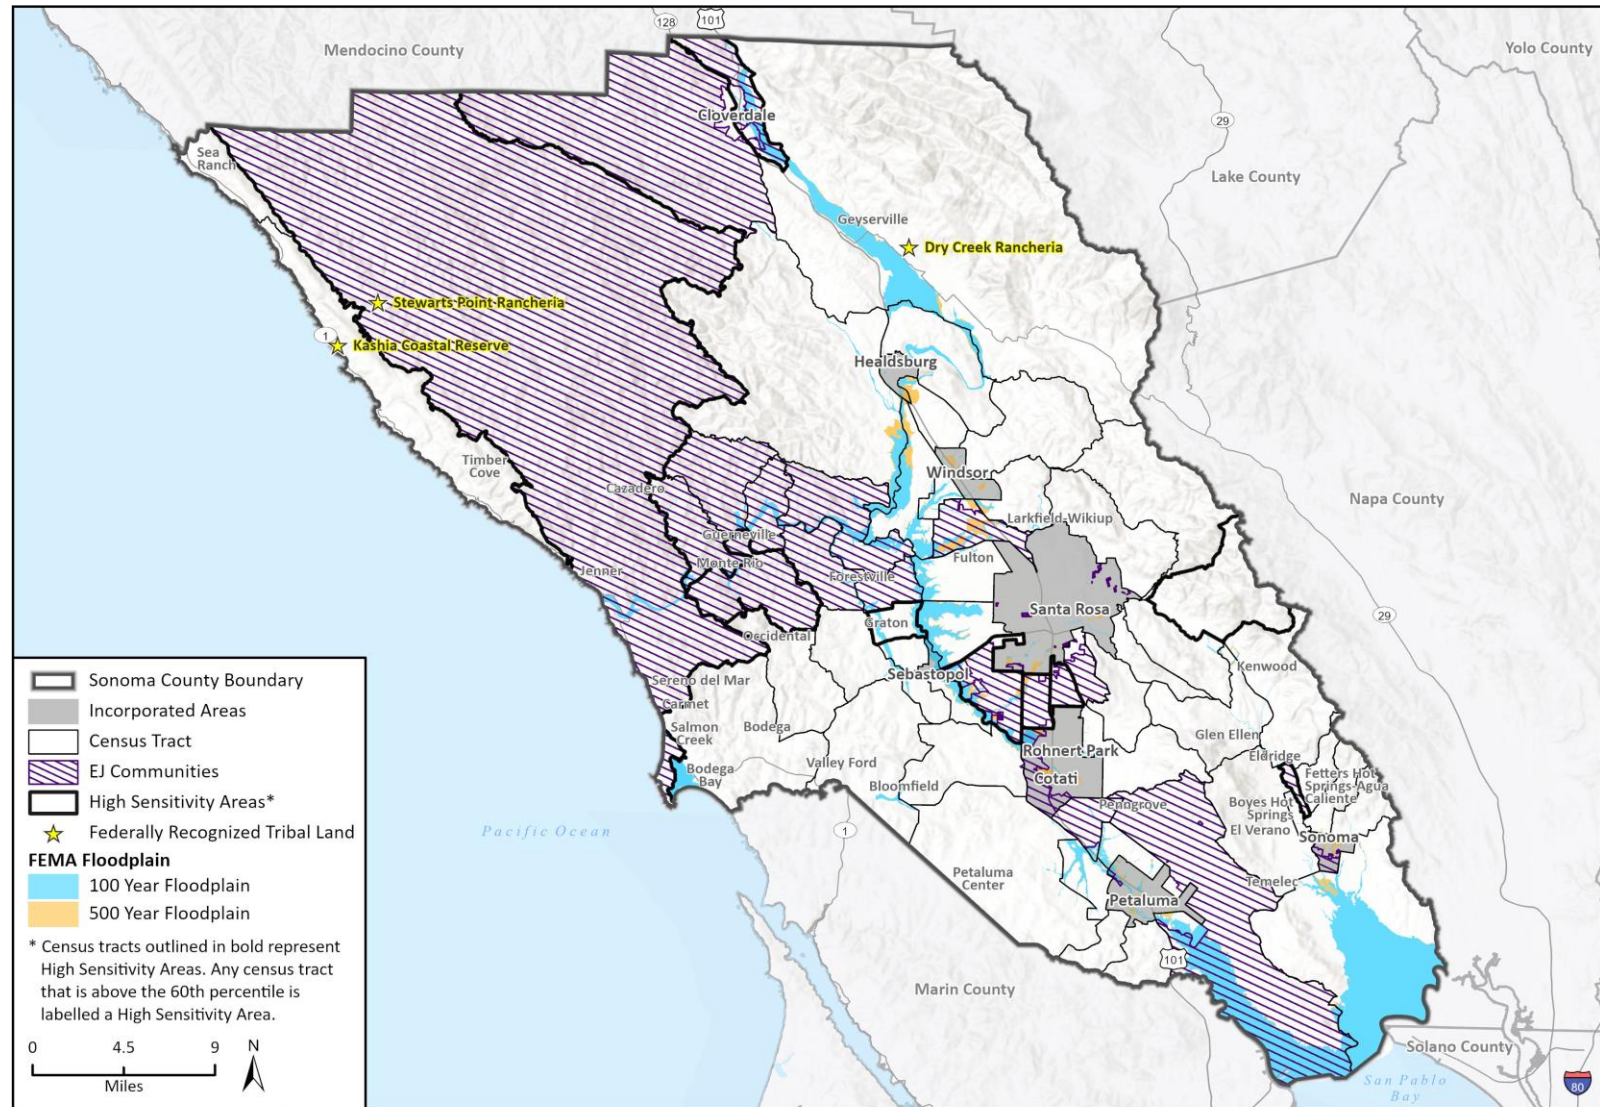 128
101
Mendocino County
Yolo County
Cloverdale
29
Sea
Ranch
Lake County
Geyserville
Dry Creek Rancheria
Stewarts Point Rancheria
1
Kashia Coastal Reserve
Healdsburg
Timber
Cove
Windsor
Cazadero
Napa County
Larkfield-Wikiup
Guerneville
Fulton
Monte Rio
Jenner
Forestville
Santa Rosa
29
Graton
Occidental
Kenwood
Sebastopol
Sereno del Mar
Carmet
Salmon
Creek
Bodega
Glen Ellen
Rohnert Park
Eldridge
Valley Ford
Bodega
Bay
Cotati
Fetters Hot
Springs-Agua
Caliente
Bloomfield
Penngrove
Boyes Hot
Springs
El Verano
Pacific Ocean
1
Sonoma
Petaluma
Center
Temelec
Petaluma
101
Marin County
Solano County
San Pablo
Bay
80
Sonoma County Boundary
Incorporated Areas
Census Tract
EJ Communities
High Sensitivity Areas*
Federally Recognized Tribal Land
FEMA Floodplain
100 Year Floodplain
500 Year Floodplain
* Census tracts outlined in bold represent
High Sensitivity Areas. Any census tract
that is above the 60th percentile is
labelled a High Sensitivity Area.
0 4.5 9 N
Miles